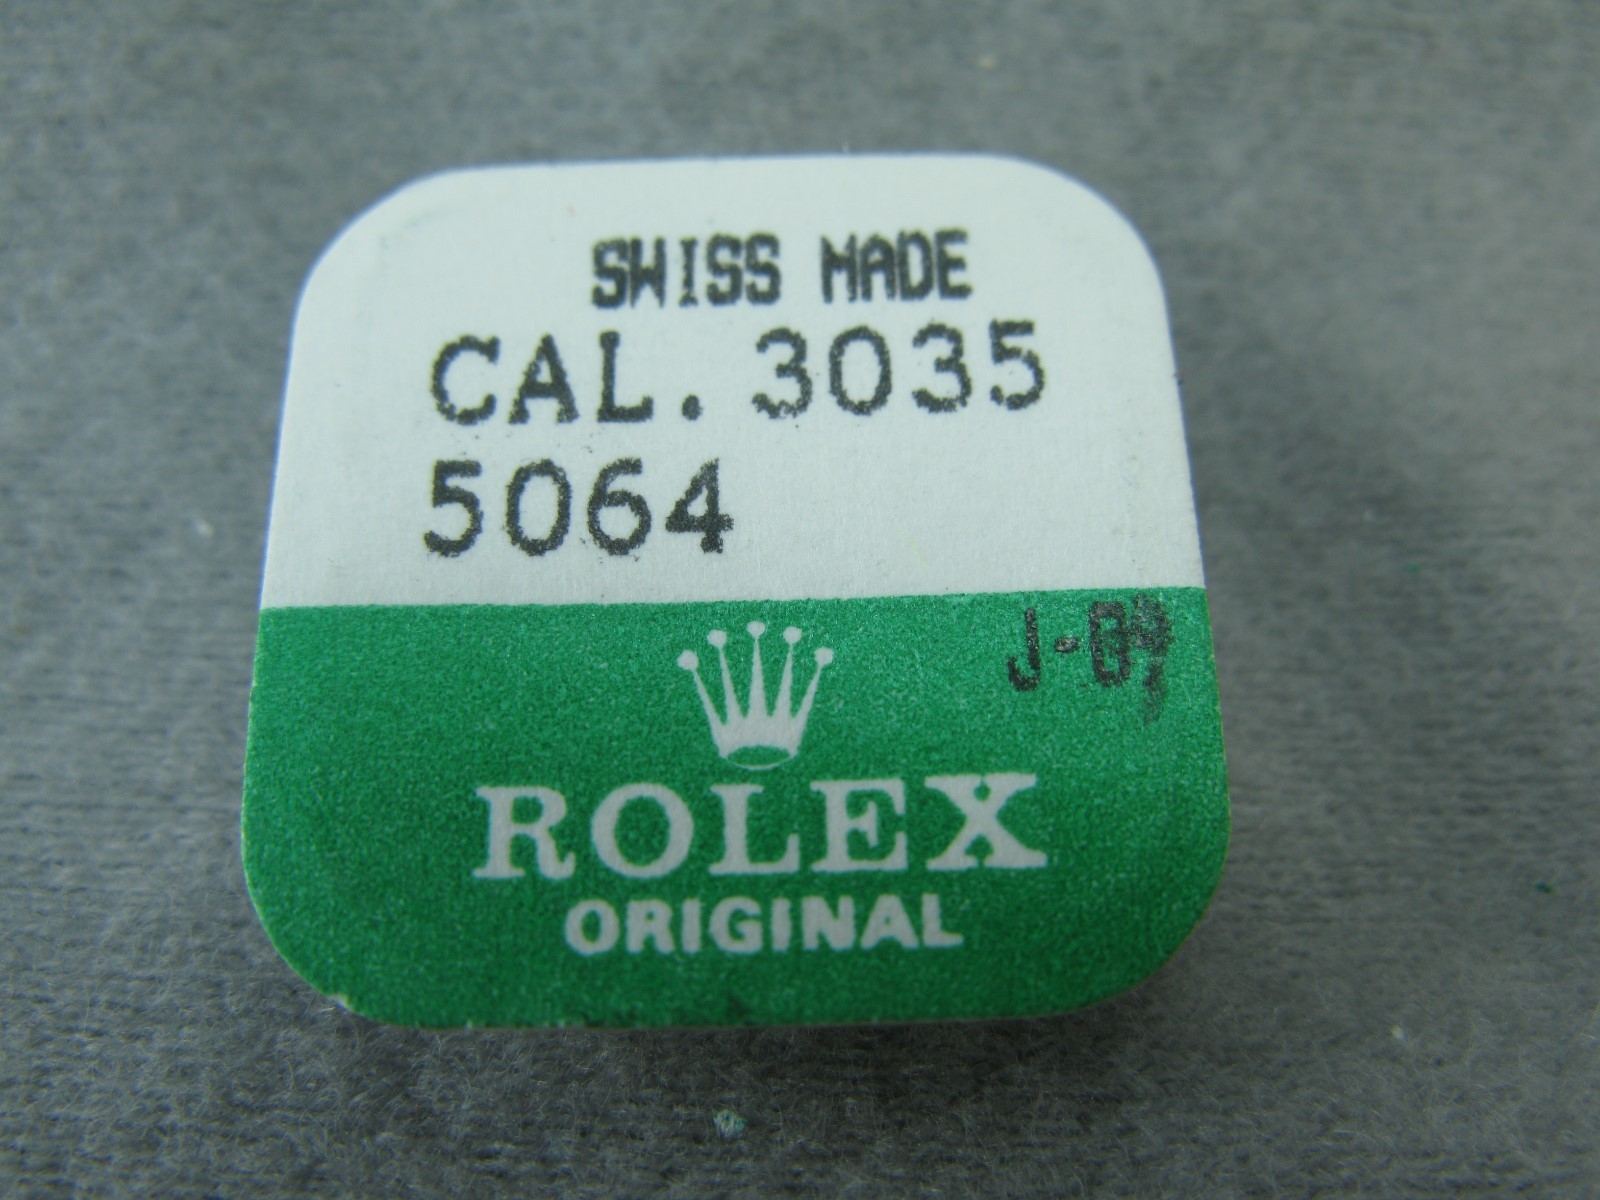 SWISS MADE
CAL. 3035
5064
ROLEX
ORIGINAL